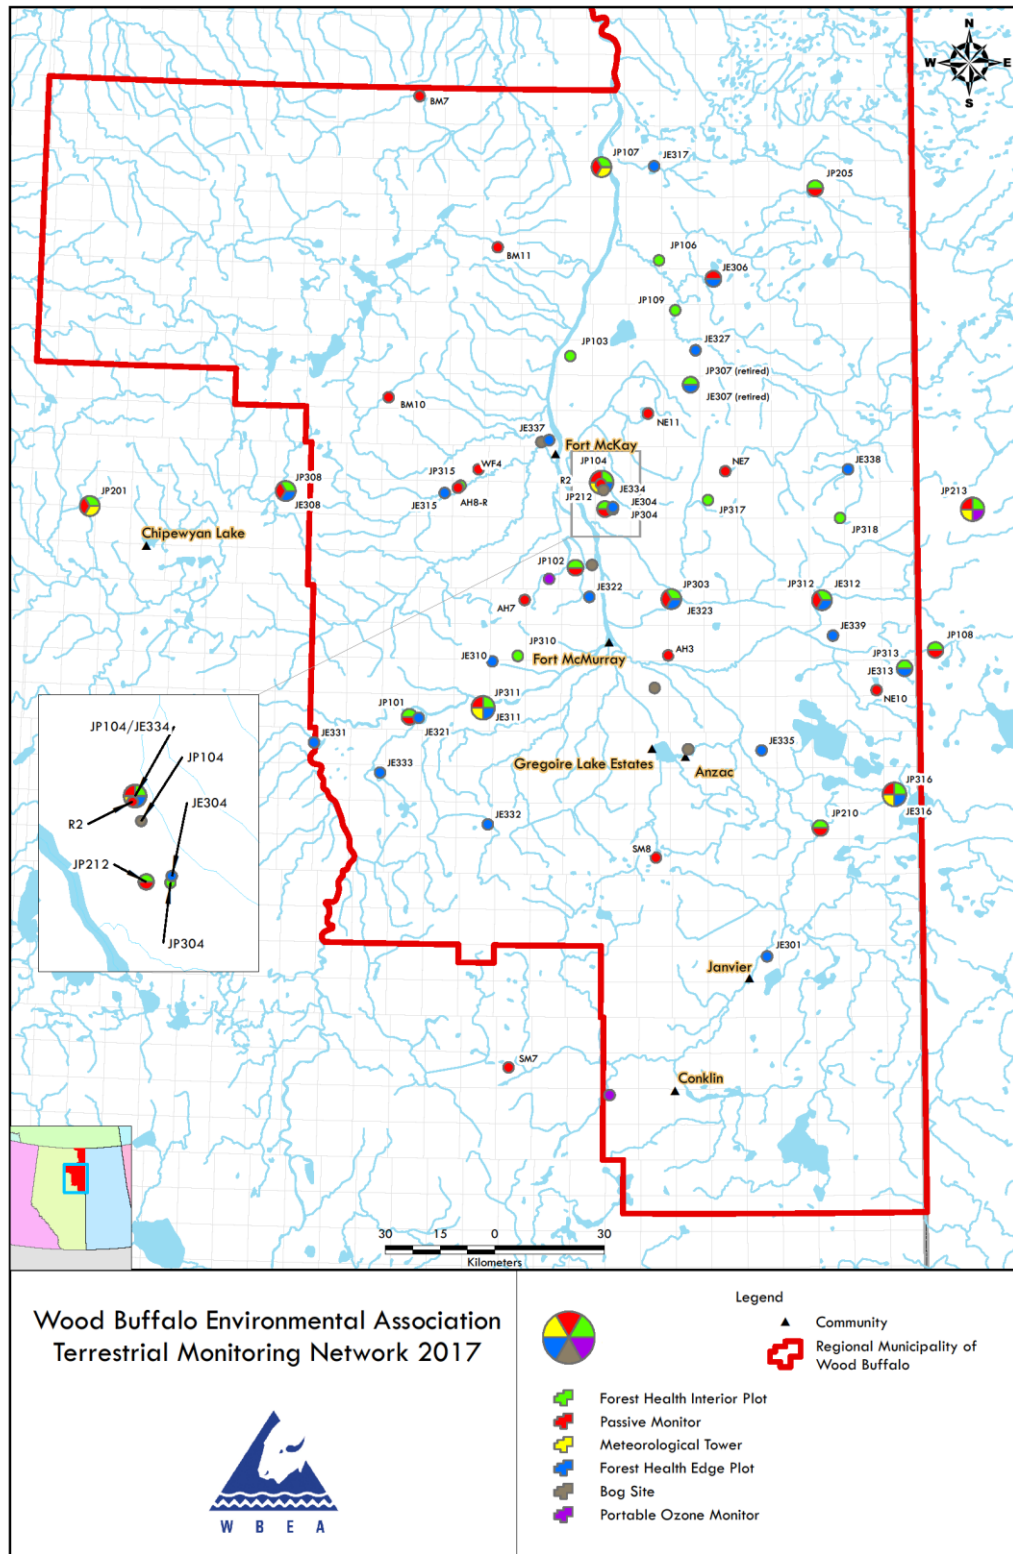 N
W
E
S
BM7
JP107
JE317
JP205
BM11
JP106
JE306
JP109
JP103
JE327
JP307 (retired)
JE307 (retired)
BM10
NE11
JE337
Fort McKay
JP315
WF4
JP104
NE7
JE338
JP201
JP308
R2
JE334
JP213
JE308
JE315
AH8-R
JP212
JE304
JP304
JP317
JP318
Chipewyan Lake
JP102
JE322
JP303
JP312
JE312
AH7
JE323
JE339
JP310
JP108
JE310
Fort McMurray
AH3
JP313
JE313
NE10
JP311
JP101
JE311
JE321
JE331
JE335
Gregoire Lake Estates
Anzac
JE333
JP316
JE316
JE332
JP210
SM8
JP104/JE334
JP104
JE304
R2
JP212
JP304
JE301
Janvier
SM7
Conklin
30 15 0 30
Kilometers
Wood Buffalo Environmental Association
Terrestrial Monitoring Network 2017
W B E A
Legend
Community
Regional Municipality of
Wood Buffalo
Forest Health Interior Plot
Passive Monitor
Meteorological Tower
Forest Health Edge Plot
Bog Site
Portable Ozone Monitor